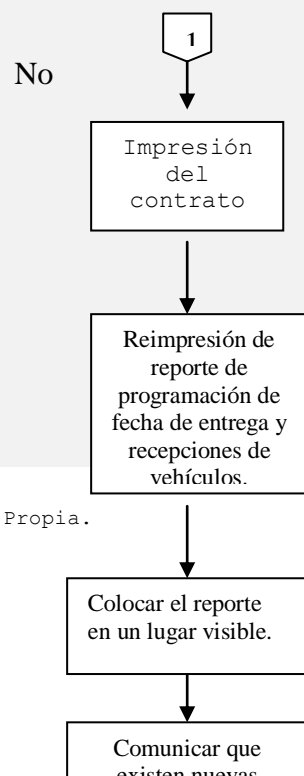 1
No
Impresión
del
contrato
Reimpresión de
reporte de
programación de
fecha de entrega y
recepciones de
vehículos.
Propia.
Colocar el reporte
en un lugar visible.
Comunicar que
existen nuevas